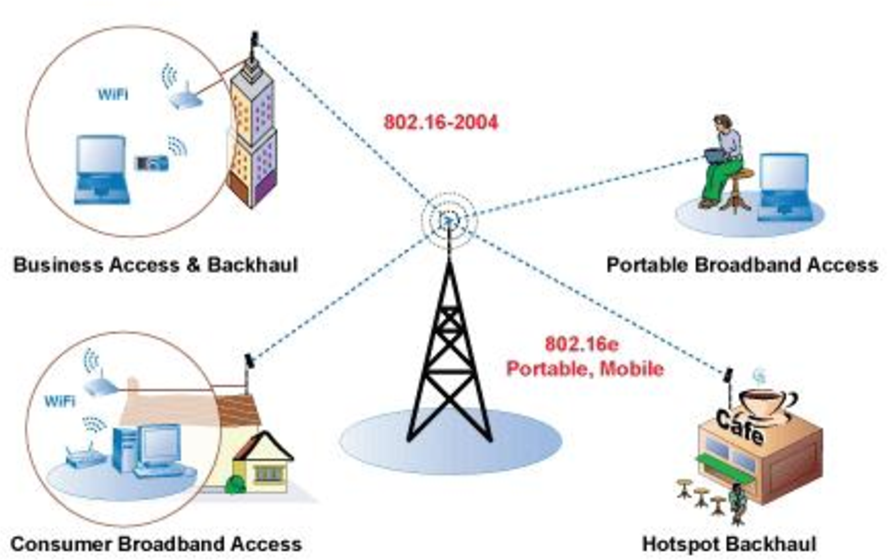 WiFi
802.16-2004
Business Access & Backhaul
Portable Broadband Access
802.16e
Portable, Mobile
WiFi
Cafe
Consumer Broadband Access
Hotspot Backhaul